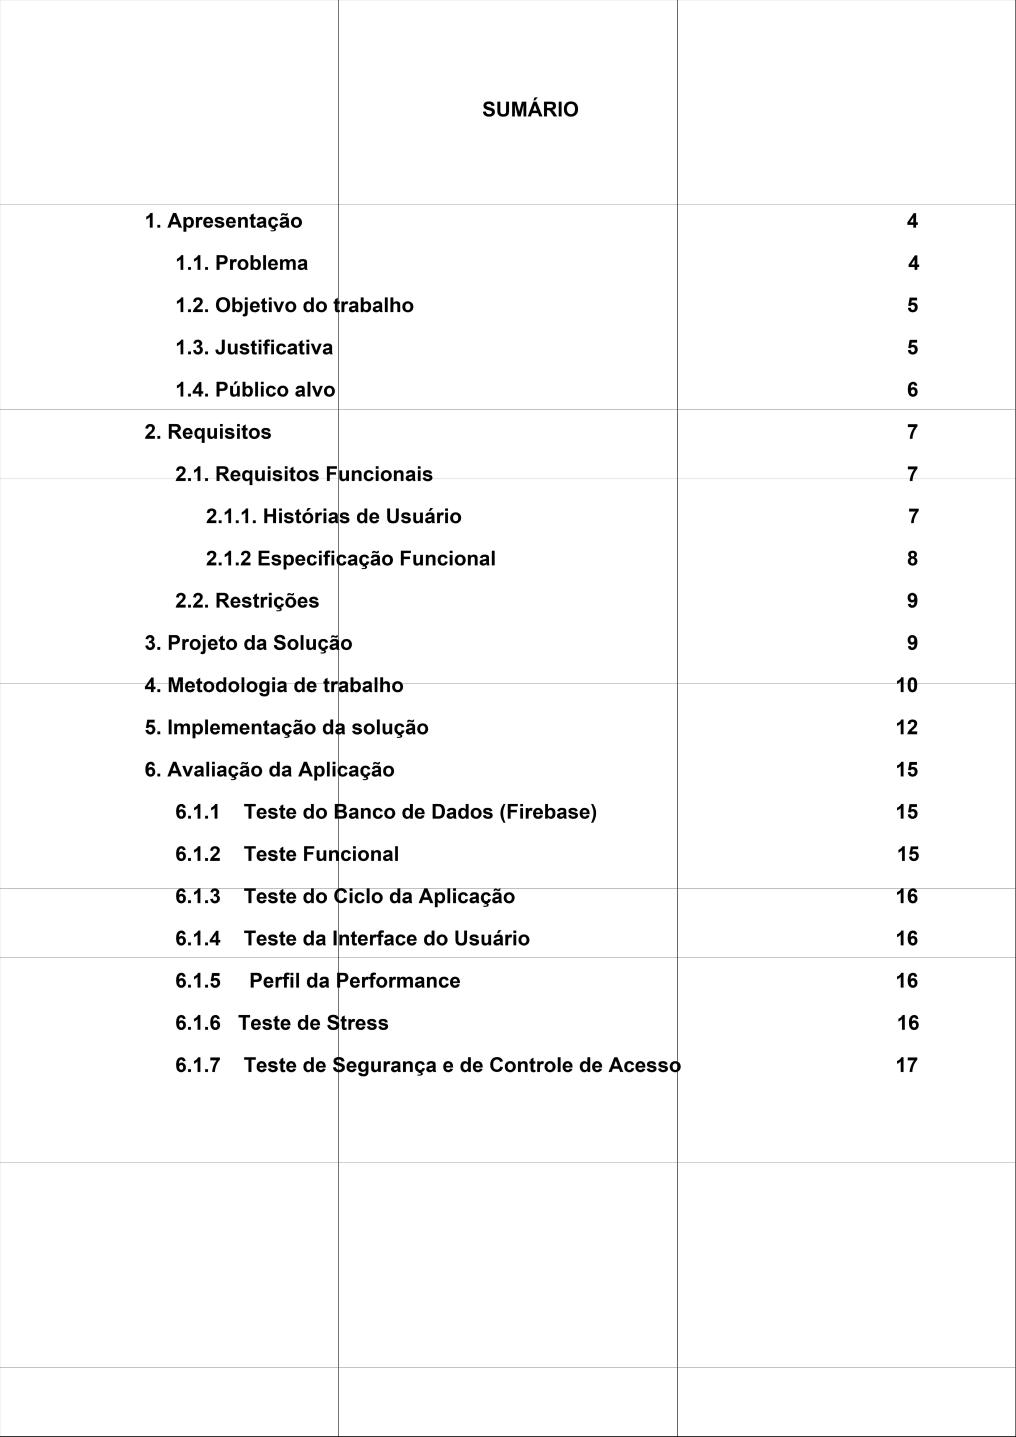 SUMÁRIO
1. Apresentação 4
1.1. Problema 4
1.2. Objetivo do trabalho 5
1.3. Justificativa 5
1.4. Público alvo 6
2. Requisitos 7
2.1. Requisitos Funcionais 7
2.1.1. Histórias de Usuário 7
2.1.2 Especificação Funcional 8
2.2. Restrições 9
3. Projeto da Solução 9
4. Metodologia de trabalho 10
5. Implementação da solução 12
6. Avaliação da Aplicação 15
6.1.1 Teste do Banco de Dados (Firebase) 15
6.1.2 Teste Funcional 15
6.1.3 Teste do Ciclo da Aplicação 16
6.1.4 Teste da Interface do Usuário 16
6.1.5 Perfil da Performance 16
6.1.6 Teste de Stress 16
6.1.7 Teste de Segurança e de Controle de Acesso 17